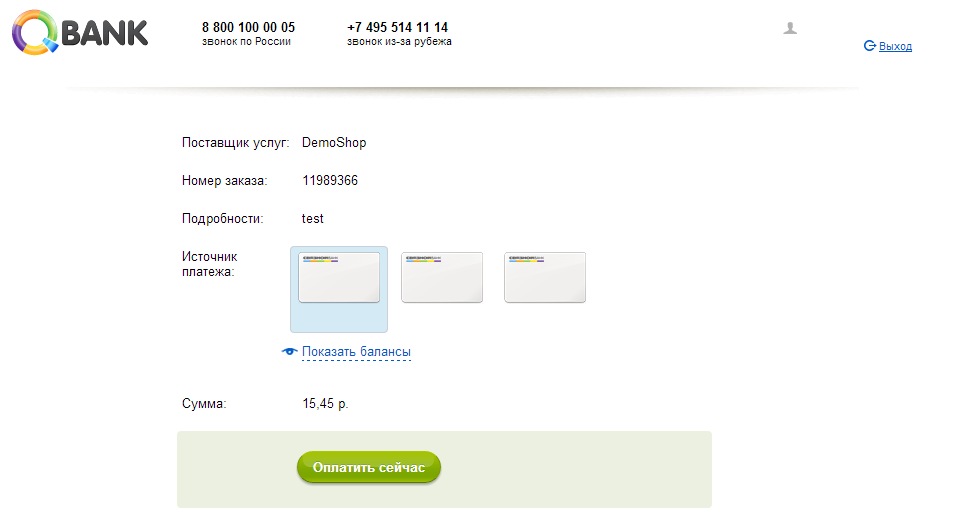 QBANK
8 800 100 00 05
звонок по России
+7 495 514 11 14
звонок из-за рубежа
Выход
Поставщик услуг: DemoShop
Номер заказа: 11989366
Подробности: test
Источник
платежа:
Показать балансы
Сумма: 15,45 р.
Оплатить сейчас